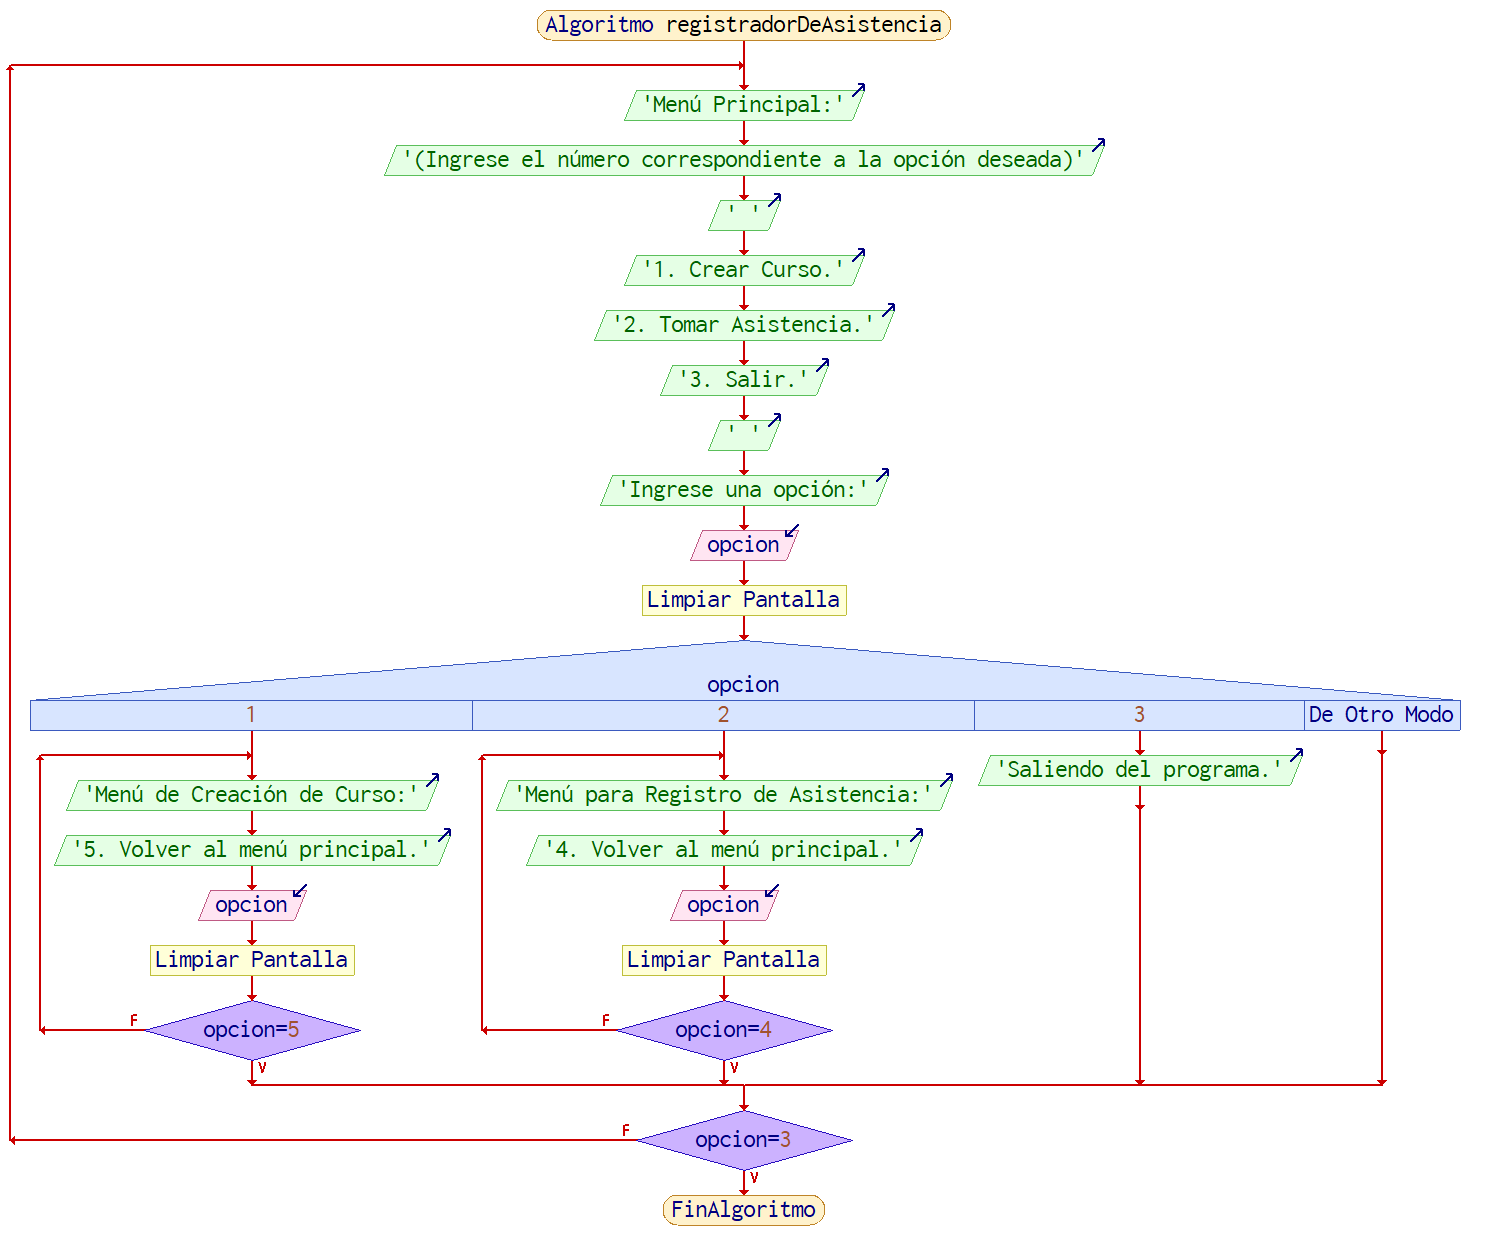 Algoritmo registradorDeAsistencia
'Menú Principal:'
'(Ingrese el número correspondiente a la opción deseada)'
' '
'1. Crear Curso.'
'2. Tomar Asistencia.'
'3. Salir.'
' '
'Ingrese una opción:'
opcion
Limpiar Pantalla
opcion
1 2 3 De Otro Modo
'Menú de Creación de Curso:'
'5. Volver al menú principal.'
opcion
Limpiar Pantalla
opcion=5
F
V
'Menú para Registro de Asistencia:'
'4. Volver al menú principal.'
opcion
Limpiar Pantalla
opcion=4
F
V
'Saliendo del programa.'
opcion=3
F
V
FinAlgoritmo